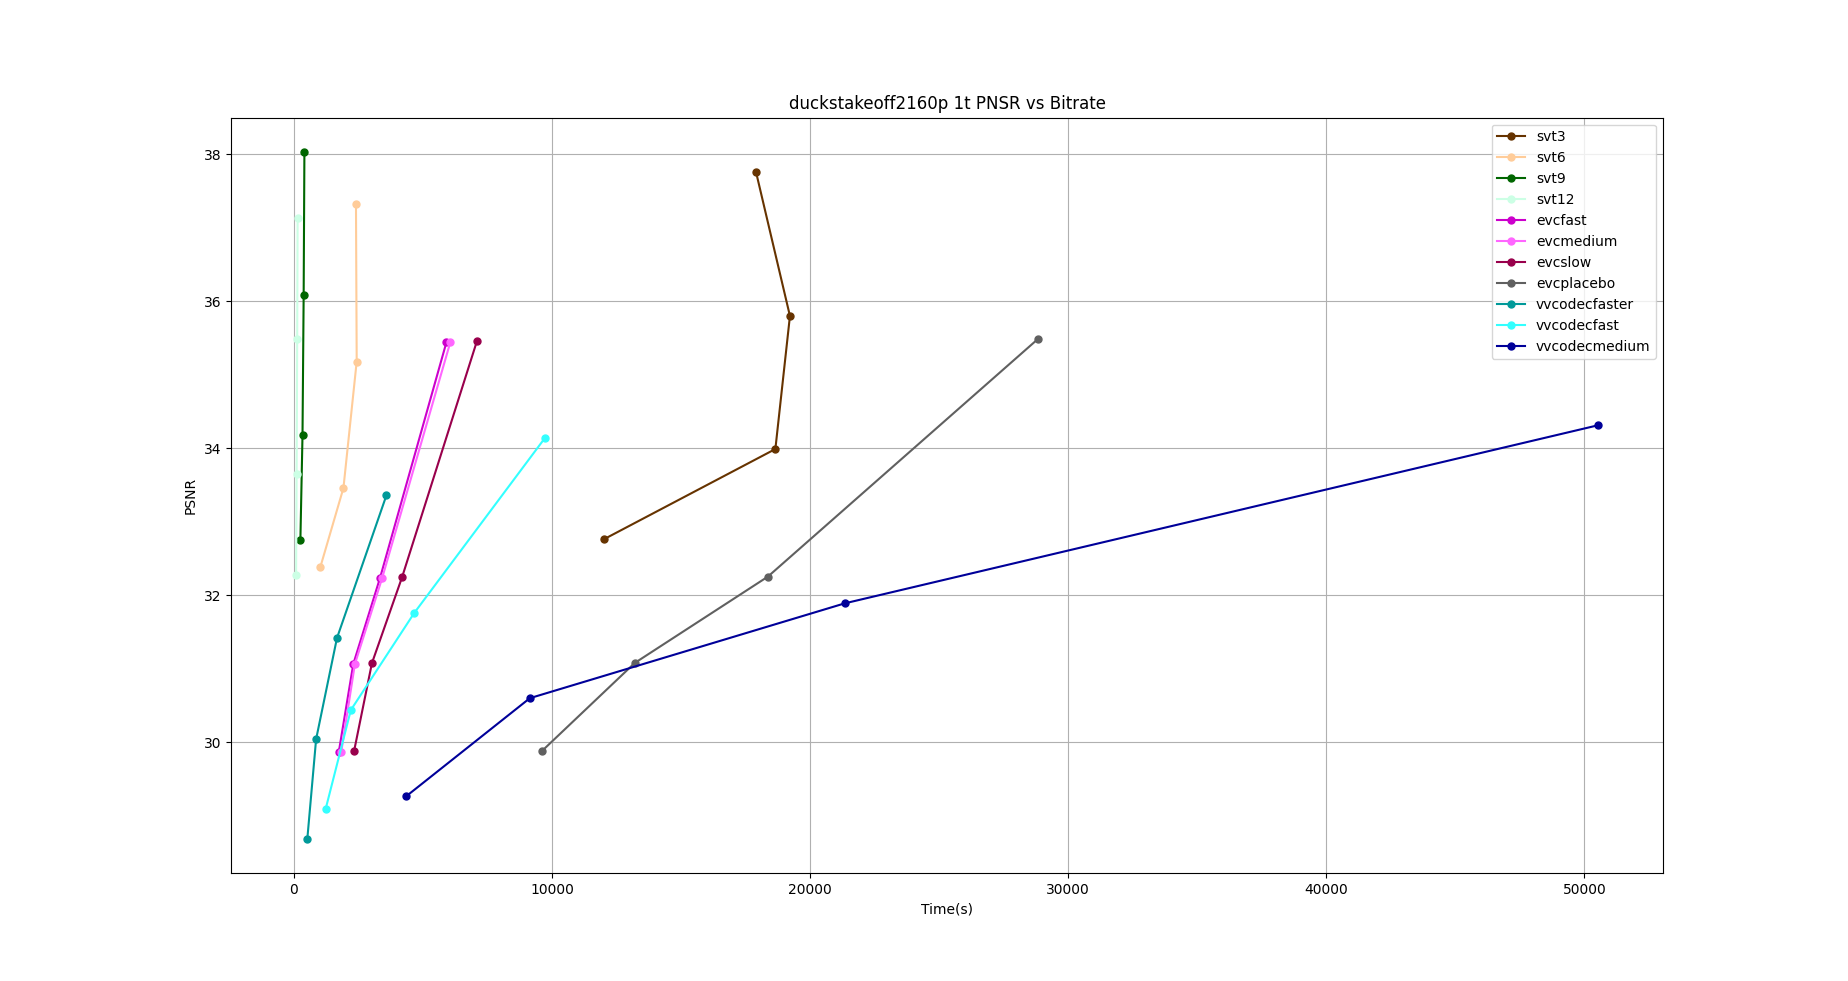 duckstakeoff2160p 1t PNSR vs Bitrate
38
36
34
32
30
PSNR
0
10000
20000
30000
40000
50000
Time(s)
svt3
svt6
svt9
svt12
evcfast
evcmedium
evcslow
evcplacebo
vvcodecfaster
vvcodecfast
vvcodecmedium